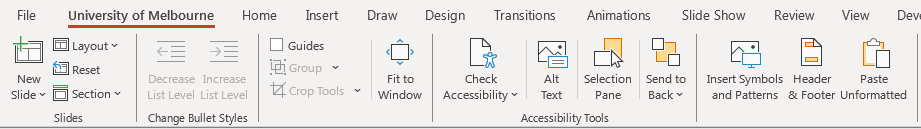 File University of Melbourne Home Insert Draw Design Transitions Animations Slide Show Review View Deve
New Slide
Layout
Reset
Section
Slides
Decrease List Level
Increase List Level
Change Bullet Styles
Guides
Group
Crop Tools
Fit to Window
Check Accessibility
Alt Text
Selection Pane
Send to Back
Accessibility Tools
Insert Symbols and Patterns
Header & Footer
Paste Unformatted